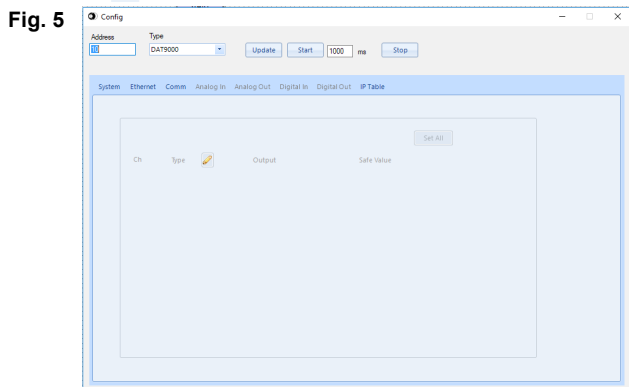 Fig. 5
Config
Address Type
10 DAT9000 Update Start 1000 ms Stop
System Ethernet Comm Analog In Analog Out Digital In Digital Out IP Table
Set All
Ch Type Output Safe Value